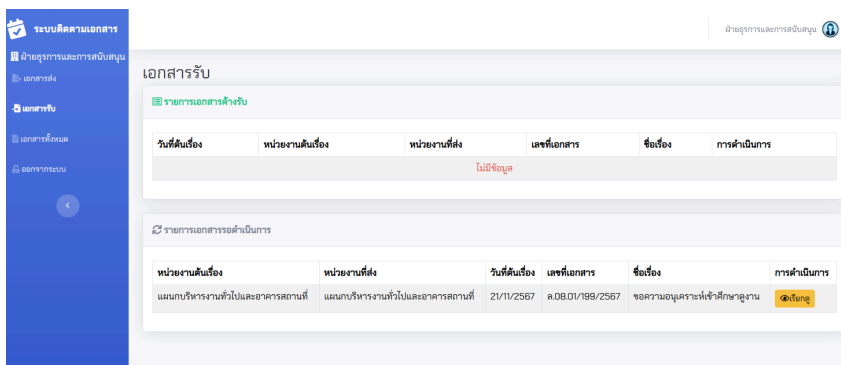 ระบบติดตามเอกสาร
ฝ่ายธุรการและการสนับสนุน
ฝ่ายธุรการและการสนับสนุน
เอกสารส่ง
เอกสารรับ
เอกสารทั้งหมด
ออกจากระบบ
เอกสารรับ
รายการเอกสารค้างรับ
วันที่ต้นเรื่อง หน่วยงานต้นเรื่อง หน่วยงานที่ส่ง เลขที่เอกสาร ชื่อเรื่อง การดำเนินการ
ไม่มีข้อมูล
รายการเอกสารรอดำเนินการ
หน่วยงานต้นเรื่อง หน่วยงานที่ส่ง วันที่ต้นเรื่อง เลขที่เอกสาร ชื่อเรื่อง การดำเนินการ
แผนกบริหารงานทั่วไปและอาคารสถานที่ แผนกบริหารงานทั่วไปและอาคารสถานที่ 21/11/2567 ล.08.01/199/2567 ขอความอนุเคราะห์เข้าศึกษาดูงาน เรียกดู